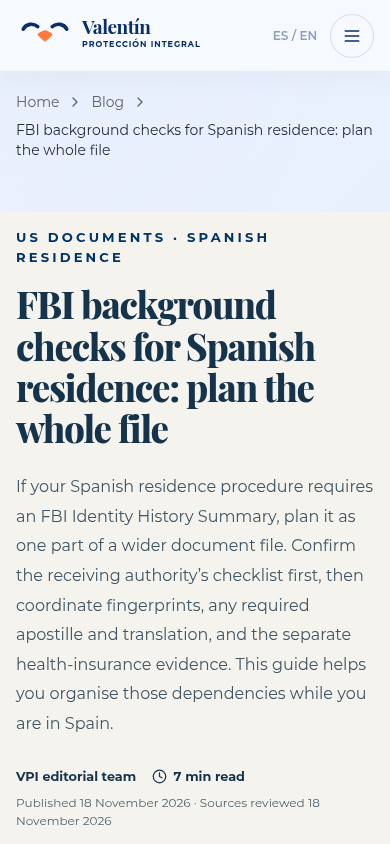 Valentín
PROTECCIÓN INTEGRAL
ES / EN
Home
Blog
FBI background checks for Spanish residence: plan
the whole file
US DOCUMENTS · SPANISH
RESIDENCE
FBI background
checks for Spanish
residence: plan the
whole file
If your Spanish residence procedure requires
an FBI Identity History Summary, plan it as
one part of a wider document file. Confirm
the receiving authority’s checklist first, then
coordinate fingerprints, any required
apostille and translation, and the separate
health-insurance evidence. This guide helps
you organise those dependencies while you
are in Spain.
VPI editorial team 7 min read
Published 18 November 2026 · Sources reviewed 18
November 2026